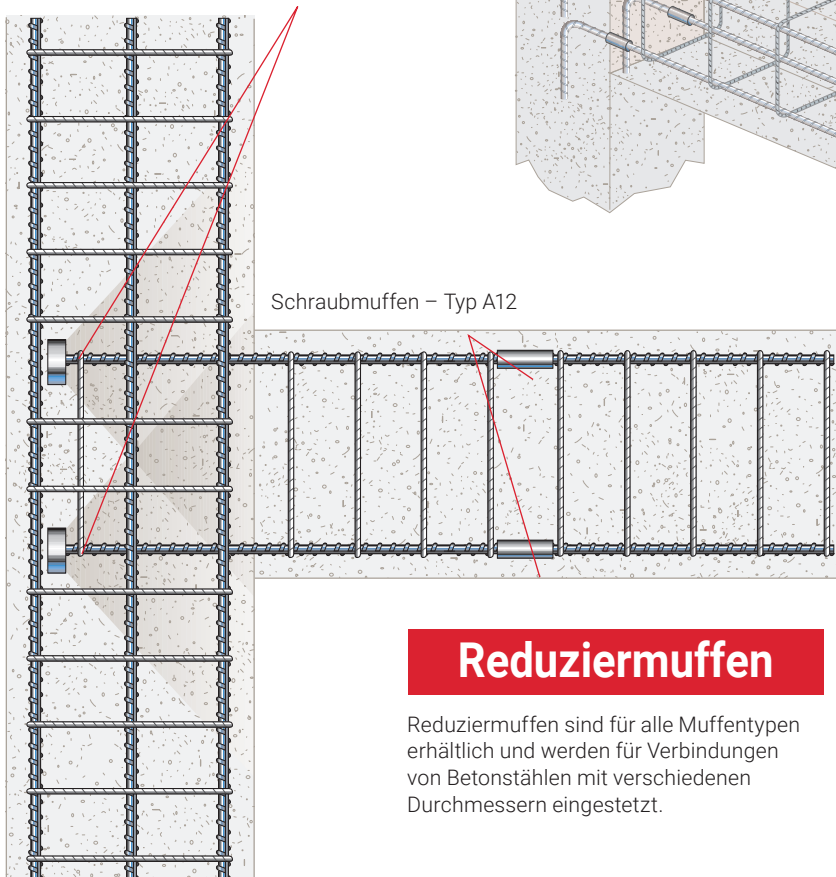 Schraubmuffen – Typ A12
Reduziermuffen
Reduziermuffen sind für alle Muffentypen
erhältlich und werden für Verbindungen
von Betonstählen mit verschiedenen
Durchmessern eingestetzt.